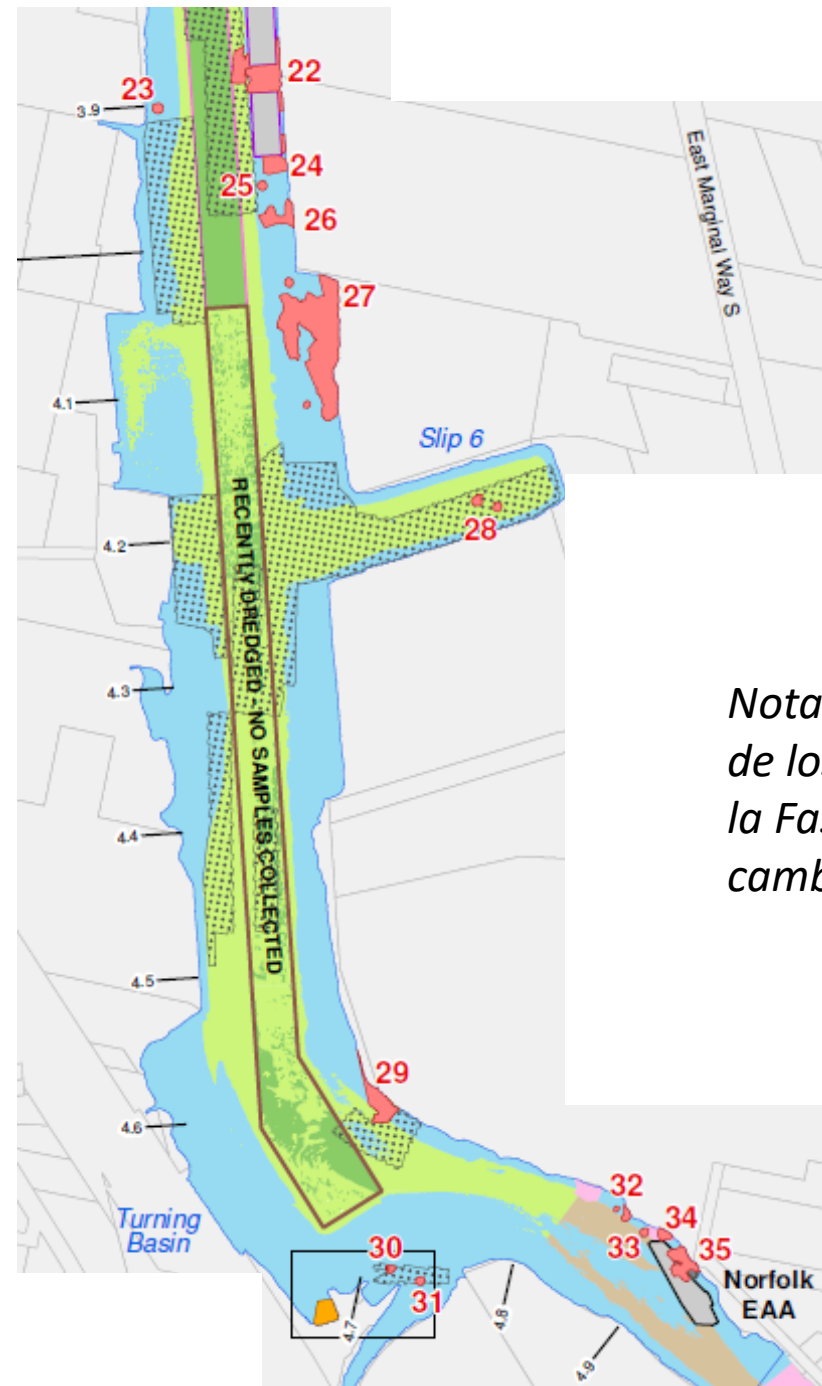 22
23
3.9
24
25
26
East Marginal Way S
27
4.1
Slip 6
28
4.2
RECENTLY DREDGED - NO SAMPLES COLLECTED
4.3
Nota
de los
la Fas
camb
4.4
4.5
29
4.6
32
Turning
Basin
34
33
35
30
Norfolk
EAA
31
4.7
4.8
4.9